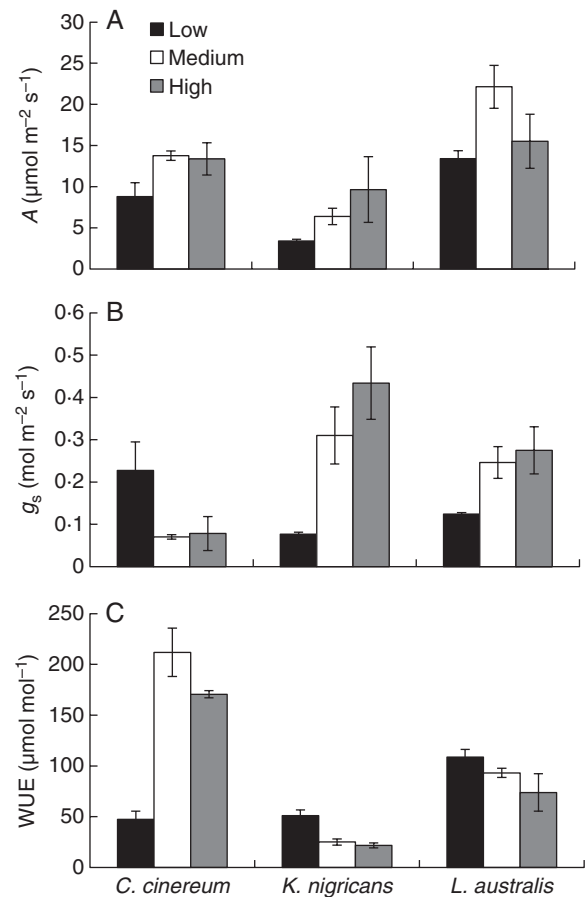 A
Low
Medium
High
30
25
20
15
10
5
0
A (µmol m⁻² s⁻¹)
B
0·6
0·5
0·4
0·3
0·2
0·1
0
gₛ (mol m⁻² s⁻¹)
C
250
200
150
100
50
0
WUE (µmol mol⁻¹)
C. cinereum K. nigricans L. australis